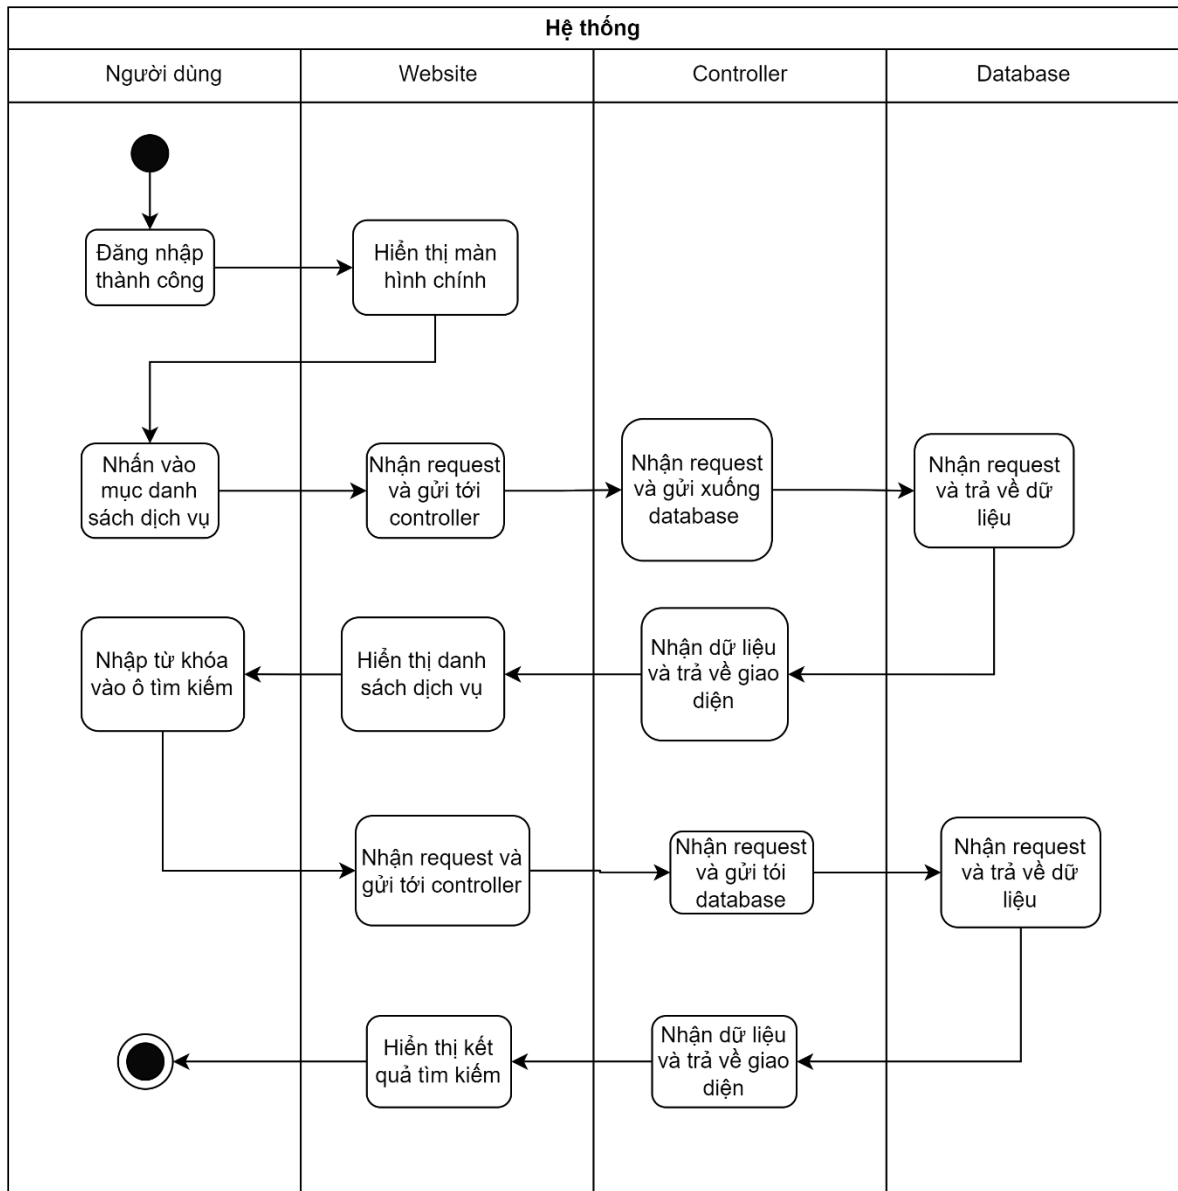 Hệ thống
Người dùng
Website
Controller
Database
Đăng nhập
thành công
Hiển thị màn
hình chính
Nhấn vào
mục danh
sách dịch vụ
Nhận request
và gửi tới
controller
Nhận request
và gửi xuống
database
Nhận request
và trả về dữ
liệu
Nhập từ khóa
vào ô tìm kiếm
Hiển thị danh
sách dịch vụ
Nhận dữ liệu
và trả về giao
diện
Nhận request và
gửi tới controller
Nhận request
và gửi tói
database
Nhận request
và trả về dữ
liệu
Hiển thị kết
quả tìm kiếm
Nhận dữ liệu
và trả về giao
diện